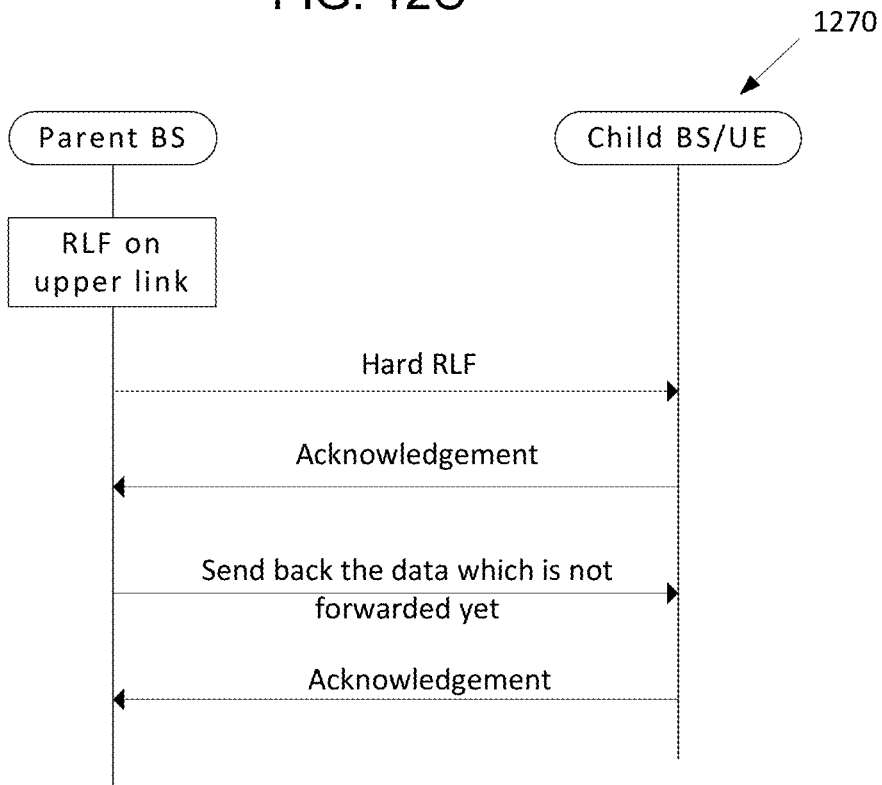 1270
Parent BS
Child BS/UE
RLF on
upper link
Hard RLF
Acknowledgement
Send back the data which is not
forwarded yet
Acknowledgement